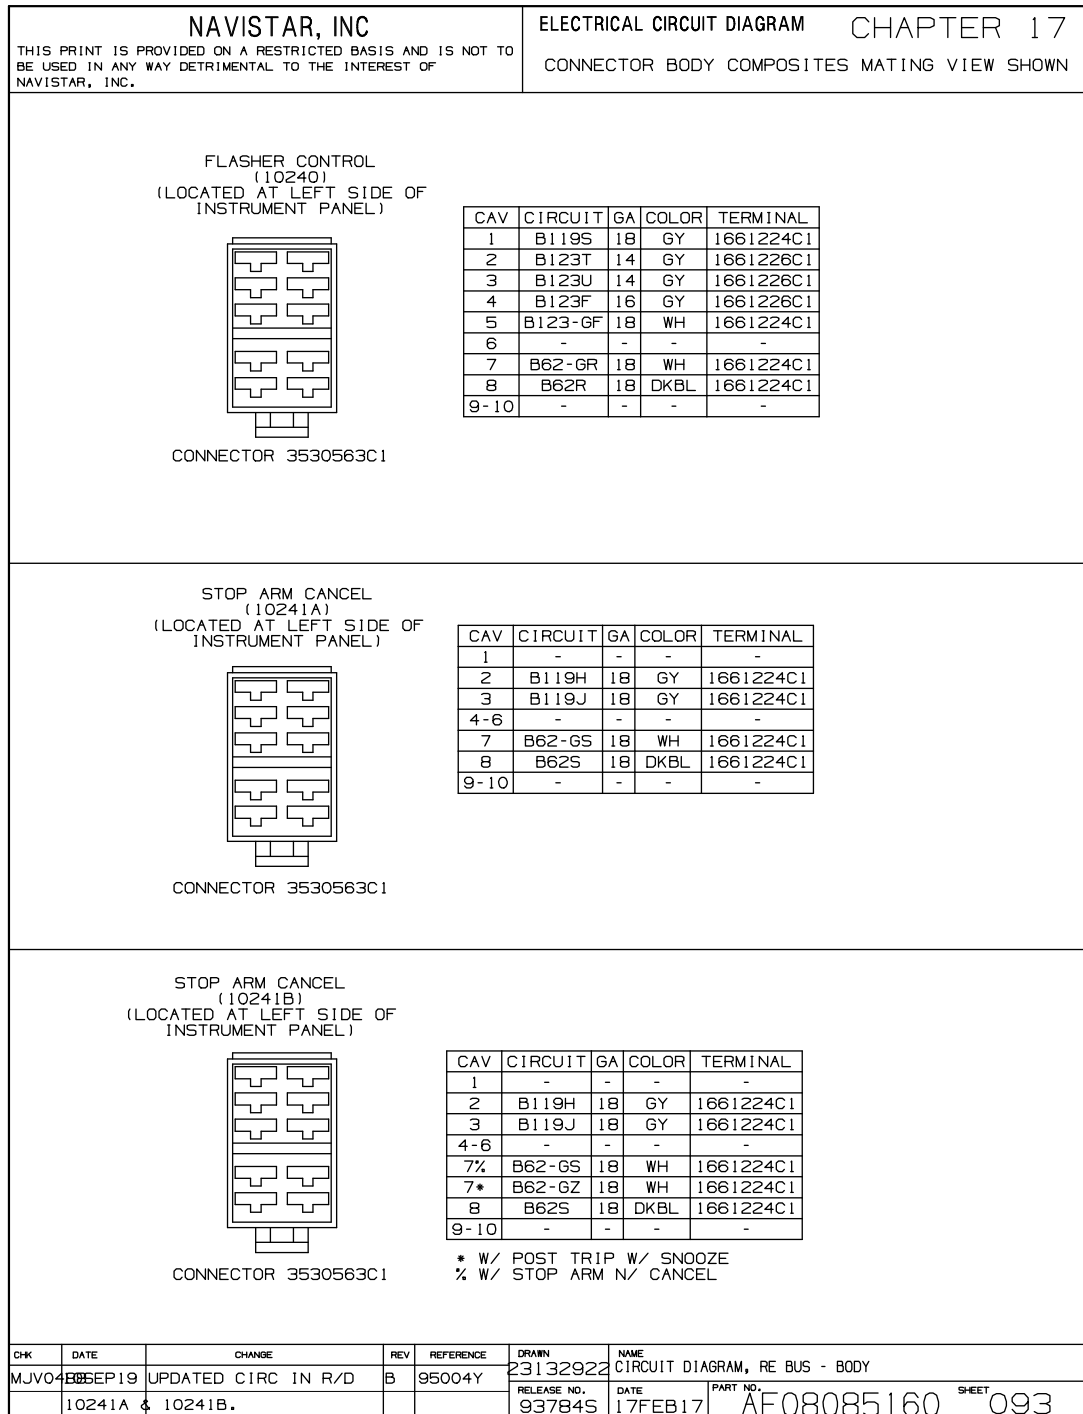 NAVISTAR, INC
THIS PRINT IS PROVIDED ON A RESTRICTED BASIS AND IS NOT TO
BE USED IN ANY WAY DETRIMENTAL TO THE INTEREST OF
NAVISTAR, INC.
ELECTRICAL CIRCUIT DIAGRAM CHAPTER 17
CONNECTOR BODY COMPOSITES MATING VIEW SHOWN
FLASHER CONTROL
(10240)
(LOCATED AT LEFT SIDE OF
INSTRUMENT PANEL)
CONNECTOR 3530563C1
CAV CIRCUIT GA COLOR TERMINAL
1 B119S 18 GY 1661224C1
2 B123T 14 GY 1661226C1
3 B123U 14 GY 1661226C1
4 B123F 16 GY 1661226C1
5 B123-GF 18 WH 1661224C1
6 - - - -
7 B62-GR 18 WH 1661224C1
8 B62R 18 DKBL 1661224C1
9-10 - - - -
STOP ARM CANCEL
(10241A)
(LOCATED AT LEFT SIDE OF
INSTRUMENT PANEL)
CONNECTOR 3530563C1
CAV CIRCUIT GA COLOR TERMINAL
1 - - - -
2 B119H 18 GY 1661224C1
3 B119J 18 GY 1661224C1
4-6 - - - -
7 B62-GS 18 WH 1661224C1
8 B62S 18 DKBL 1661224C1
9-10 - - - -
STOP ARM CANCEL
(10241B)
(LOCATED AT LEFT SIDE OF
INSTRUMENT PANEL)
CONNECTOR 3530563C1
CAV CIRCUIT GA COLOR TERMINAL
1 - - - -
2 B119H 18 GY 1661224C1
3 B119J 18 GY 1661224C1
4-6 - - - -
7% B62-GS 18 WH 1661224C1
7* B62-GZ 18 WH 1661224C1
8 B62S 18 DKBL 1661224C1
9-10 - - - -
* W/ POST TRIP W/ SNOOZE
% W/ STOP ARM N/ CANCEL
CHK DATE CHANGE REV REFERENCE
SEP19 UPDATED CIRC IN R/D B 95004Y
10241A & 10241B.
DRAWN
23132922
NAME
CIRCUIT DIAGRAM, RE BUS - BODY
RELEASE NO.
93784S
DATE
17FEB17
PART NO.
AF08085160
SHEET
093